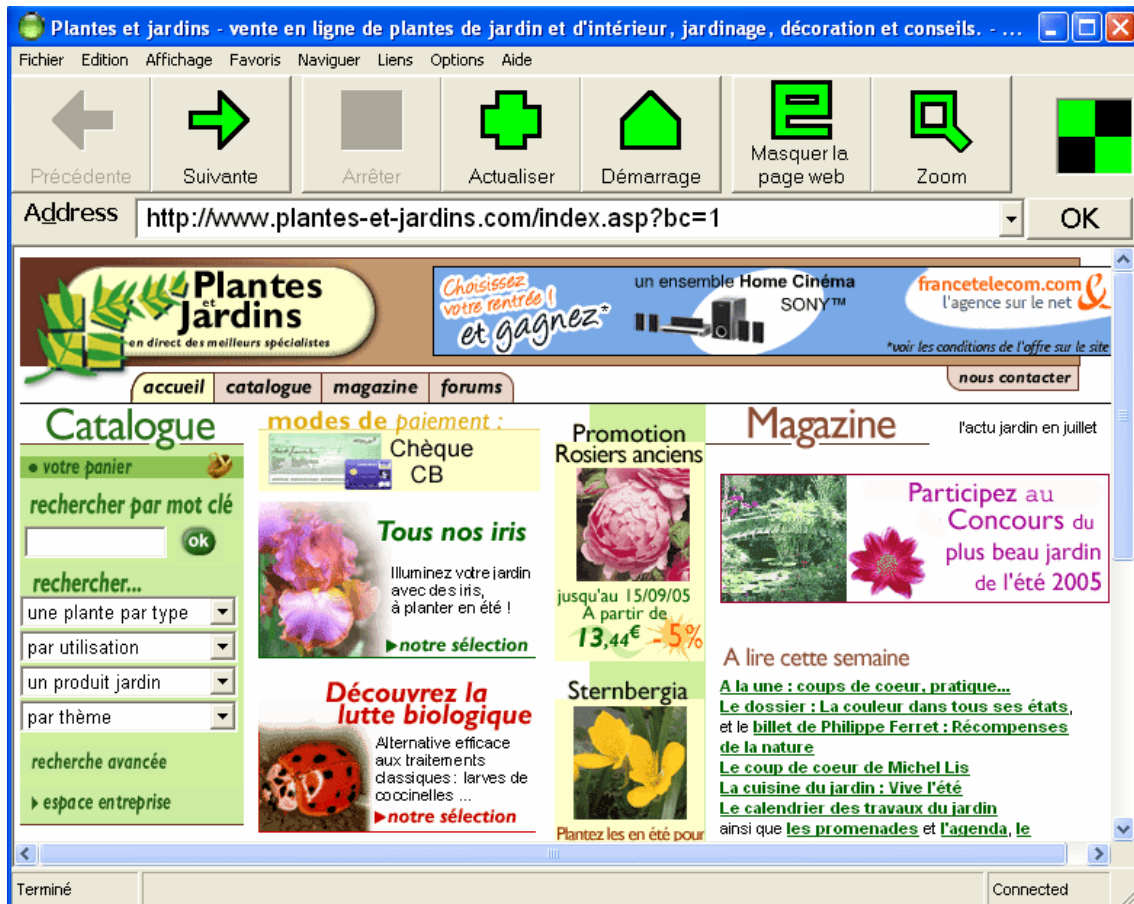 Plantes et jardins - vente en ligne de plantes de jardin et d'intérieur, jardinage, décoration et conseils. - ...
Fichier Edition Affichage Favoris Naviguer Liens Options Aide
Précédente Suivante Arrêter Actualiser Démarrage Masquer la page web Zoom
Address http://www.plantes-et-jardins.com/index.asp?bc=1 OK
Plantes
et
Jardins
en direct des meilleurs spécialistes
Choisissez
votre rentrée !
et gagnez*
un ensemble Home Cinéma
SONY™
francetelecom.com
l'agence sur le net
*voir les conditions de l'offre sur le site
accueil catalogue magazine forums
nous contacter
Catalogue
votre panier
rechercher par mot clé
ok
rechercher...
une plante par type
par utilisation
un produit jardin
par thème
recherche avancée
espace entreprise
modes de paiement :
Chèque
CB
Tous nos iris
Illuminez votre jardin
avec des iris,
à planter en été !
notre sélection
Découvrez la
lutte biologique
Alternative efficace
aux traitements
classiques : larves de
coccinelles ...
notre sélection
Promotion
Rosiers anciens
jusqu'au 15/09/05
A partir de
13,44€ - 5%
Sternbergia
Plantez les en été pour
Magazine
l'actu jardin en juillet
Participez au
Concours du
plus beau jardin
de l'été 2005
A lire cette semaine
A la une : coups de coeur, pratique...
Le dossier : La couleur dans tous ses états,
et le billet de Philippe Ferret : Récompenses
de la nature
Le coup de coeur de Michel Lis
La cuisine du jardin : Vive l'été
Le calendrier des travaux du jardin
ainsi que les promenades et l'agenda, le
Terminé
Connected